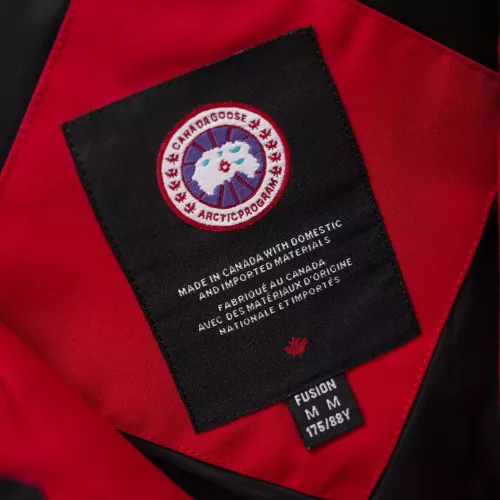 CANADA GOOSE
ARCTIC PROGRAM
MADE IN CANADA WITH DOMESTIC
AND IMPORTED MATERIALS
FABRIQUÉ AU CANADA
AVEC DES MATÉRIAUX D'ORIGINE
NATIONALE ET IMPORTÉS
FUSION
M M
175/88Y